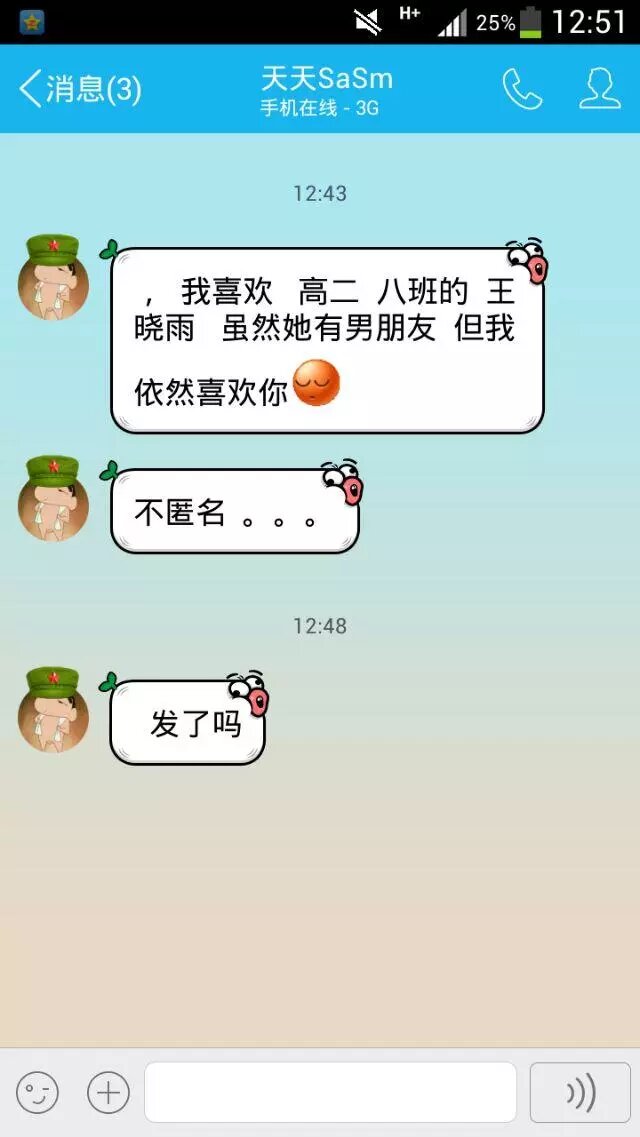 H+ 25% 12:51
消息(3) 天天SaSm
手机在线 - 3G
12:43
， 我喜欢 高二 八班的 王
晓雨 虽然她有男朋友 但我
依然喜欢你
不匿名 。。。
12:48
发了吗